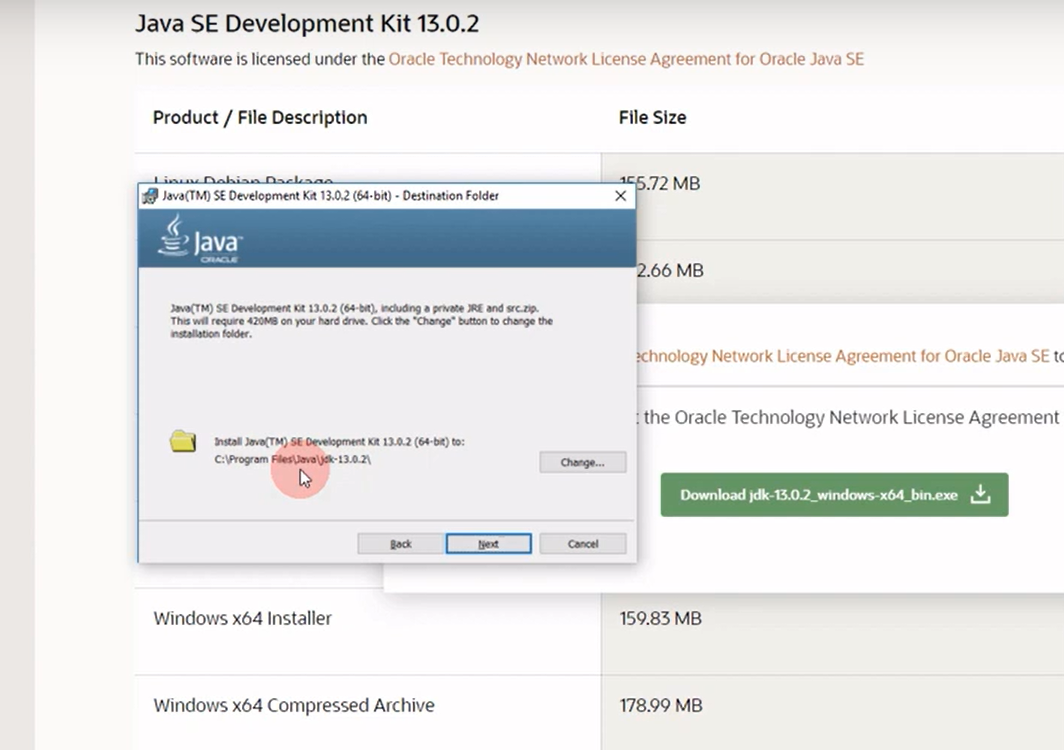 Java SE Development Kit 13.0.2
This software is licensed under the Oracle Technology Network License Agreement for Oracle Java SE
Product / File Description
File Size
Linux Debian Package
155.72 MB
Java(TM) SE Development Kit 13.0.2 (64-bit) - Destination Folder
Java™
ORACLE
2.66 MB
Java(TM) SE Development Kit 13.0.2 (64-bit), including a private JRE and src.zip.
This will require 420MB on your hard drive. Click the "Change" button to change the
installation folder.
Technology Network License Agreement for Oracle Java SE to
the Oracle Technology Network License Agreement
Install Java(TM) SE Development Kit 13.0.2 (64-bit) to:
C:\Program Files\Java\jdk-13.0.2\
Change...
Download jdk-13.0.2_windows-x64_bin.exe
Back
Next
Cancel
Windows x64 Installer
159.83 MB
Windows x64 Compressed Archive
178.99 MB